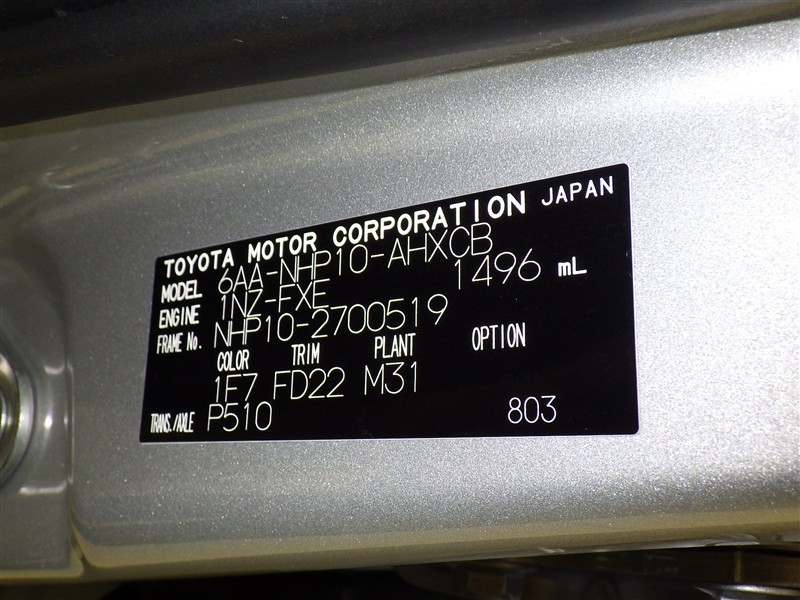 TOYOTA MOTOR CORPORATION JAPAN
MODEL 6AA-NHP10-AHXCB
ENGINE 1NZ-FXE 1496 mL
FRAME No. NHP10-2700519
COLOR TRIM PLANT OPTION
1F7 FD22 M31
TRANS./AXLE P510 803